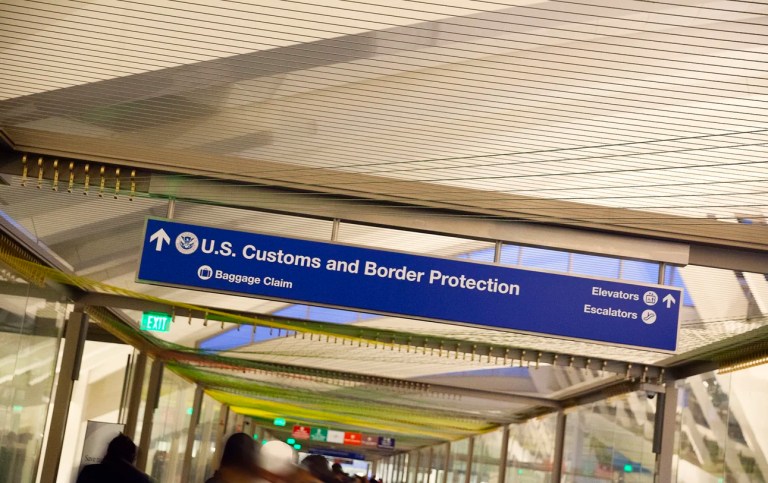 U.S. Customs and Border Protection
Baggage Claim
Elevators
Escalators
EXIT